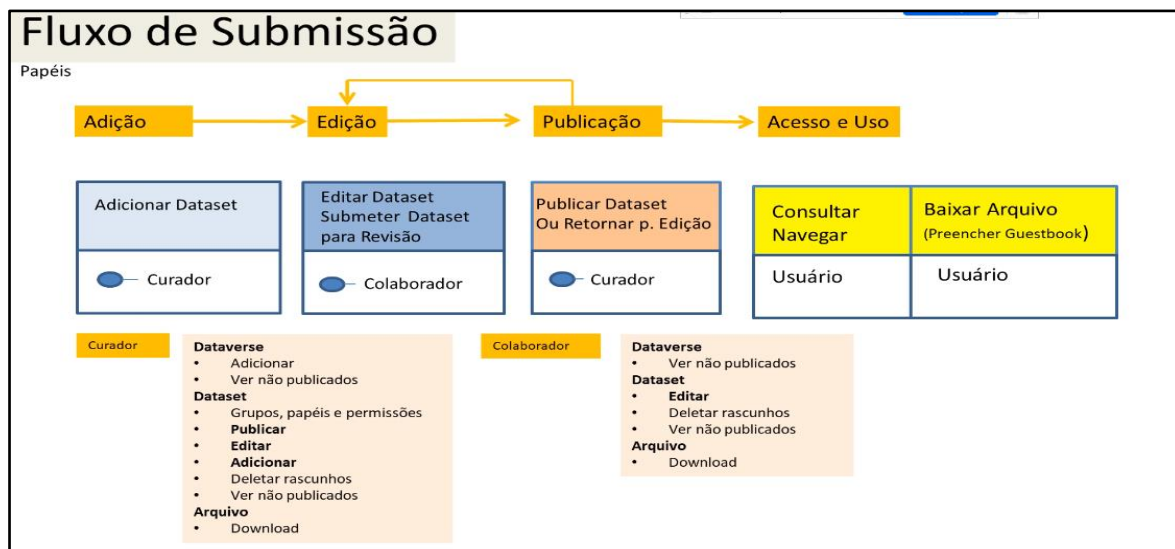 Fluxo de Submissão
Papéis
Adição
Edição
Publicação
Acesso e Uso
Adicionar Dataset
Curador
Editar Dataset
Submeter Dataset
para Revisão
Colaborador
Publicar Dataset
Ou Retornar p. Edição
Curador
Consultar
Navegar
Usuário
Baixar Arquivo
(Preencher Guestbook)
Usuário
Curador
Dataverse
• Adicionar
• Ver não publicados
Dataset
• Grupos, papéis e permissões
• Publicar
• Editar
• Adicionar
• Deletar rascunhos
• Ver não publicados
Arquivo
• Download
Colaborador
Dataverse
• Ver não publicados
Dataset
• Editar
• Deletar rascunhos
• Ver não publicados
Arquivo
• Download